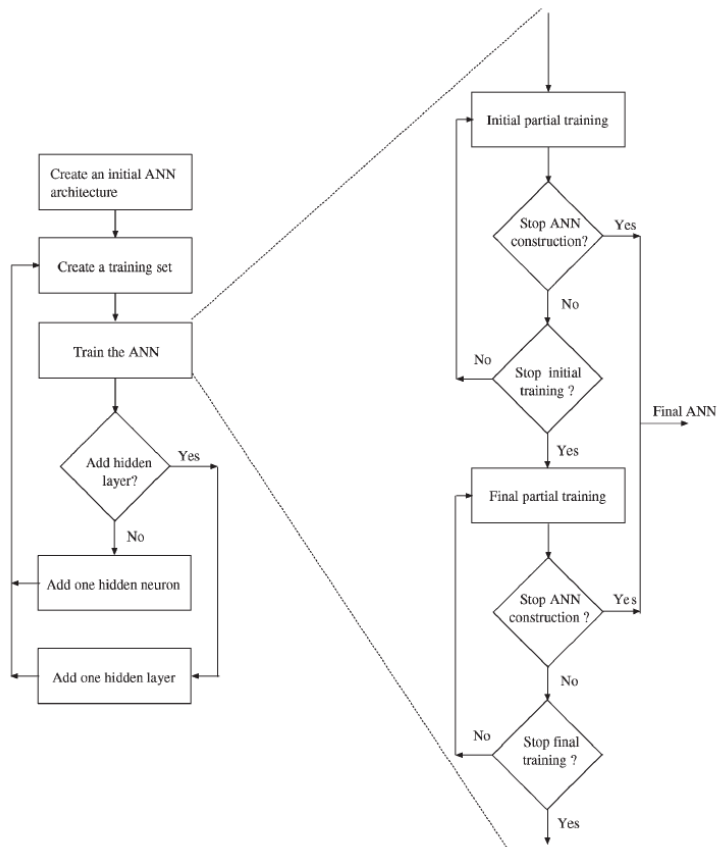 Create an initial ANN
architecture
Create a training set
Train the ANN
Add hidden
layer?
Yes
No
Add one hidden neuron
Add one hidden layer
Initial partial training
Stop ANN
construction?
Yes
No
Stop initial
training ?
No
Yes
Final ANN
Final partial training
Stop ANN
construction ?
Yes
No
Stop final
training ?
No
Yes